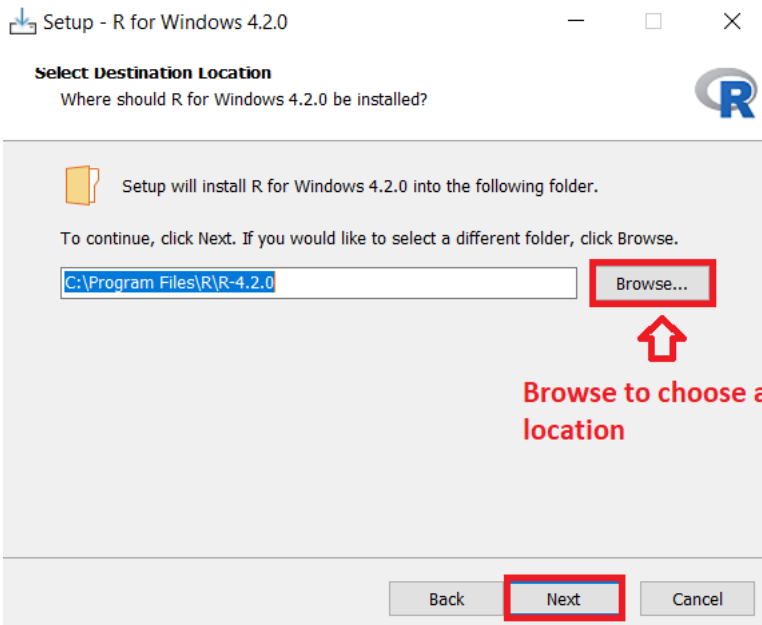 Setup - R for Windows 4.2.0
Select Destination Location
Where should R for Windows 4.2.0 be installed?
R
Setup will install R for Windows 4.2.0 into the following folder.
To continue, click Next. If you would like to select a different folder, click Browse.
C:\Program Files\R\R-4.2.0
Browse...
Browse to choose a
location
Back
Next
Cancel